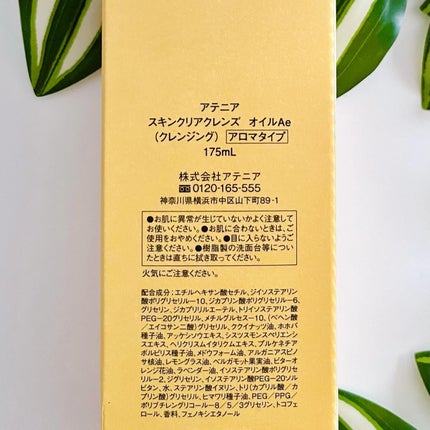 アテニア
スキンクリアクレンズ オイルAe
(クレンジング) アロマタイプ
175mL
株式会社アテニア
0120-165-555
神奈川県横浜市中区山下町89-1
●お肌に異常が生じていないかよく注意して
お使いください。●お肌に合わないときは、ご
使用をおやめください。●目に入らないようご
注意ください。●樹脂製の洗面台等につい
たときは直ちに拭き取ってください。
火気にご注意ください。
配合成分;エチルヘキサン酸セチル、ジイソステアリン
酸ポリグリセリル-10、ジカプリン酸ポリグリセリル-6、
グリセリン、ジカプリリルエーテル、トリイソステアリン酸
PEG-20グリセリル、メチルグルセス-10、(ベヘン酸
/エイコサン二酸)グリセリル、ククイナッツ油、ホホバ
種子油、アッケシソウエキス、シスツスモンスペリエンシ
スエキス、ヘリクリスムイタリクムエキス、プルケネチア
ボルビリス種子油、メドウフォーム油、アルガニアスピノ
サ核油、レモングラス油、ベルガモット果実油、ビターオ
レンジ花油、ラベンダー油、イソステアリン酸ポリグリセ
リル-2、ジグリセリン、イソステアリン酸PEG-20ソル
ビタン、水、ステアリン酸イヌリン、トリ(カプリル酸/カ
プリン酸)グリセリル、ヒマワリ種子油、PEG/PPG/
ポリブチレングリコール-8/5/3グリセリン、トコフェ
ロール、香料、フェノキシエタノール